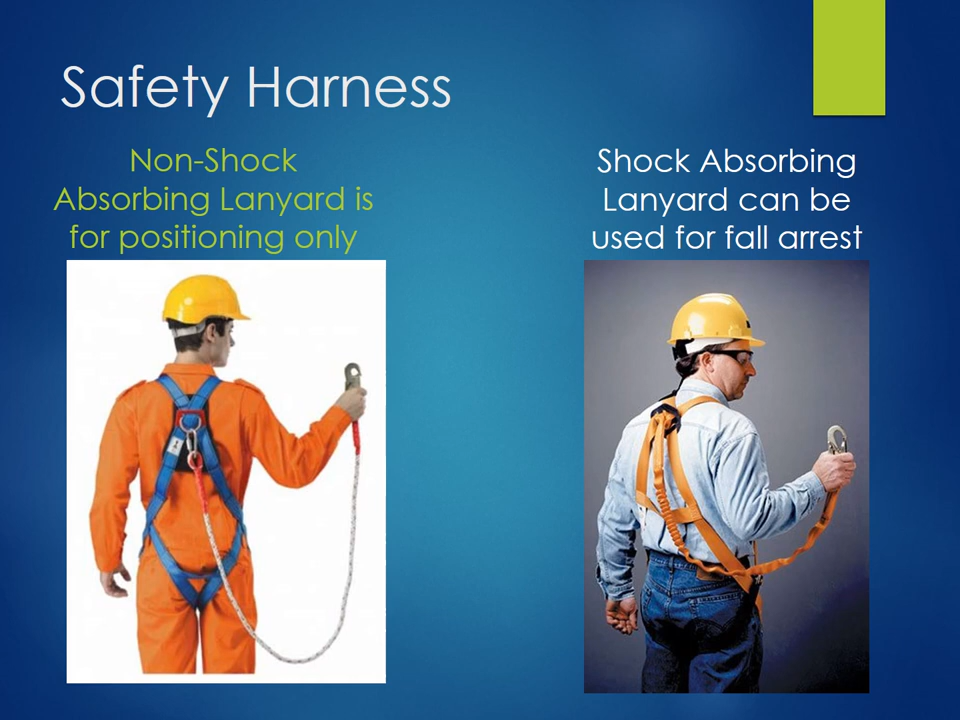 Safety Harness
Non-Shock
Absorbing Lanyard is
for positioning only
Shock Absorbing
Lanyard can be
used for fall arrest